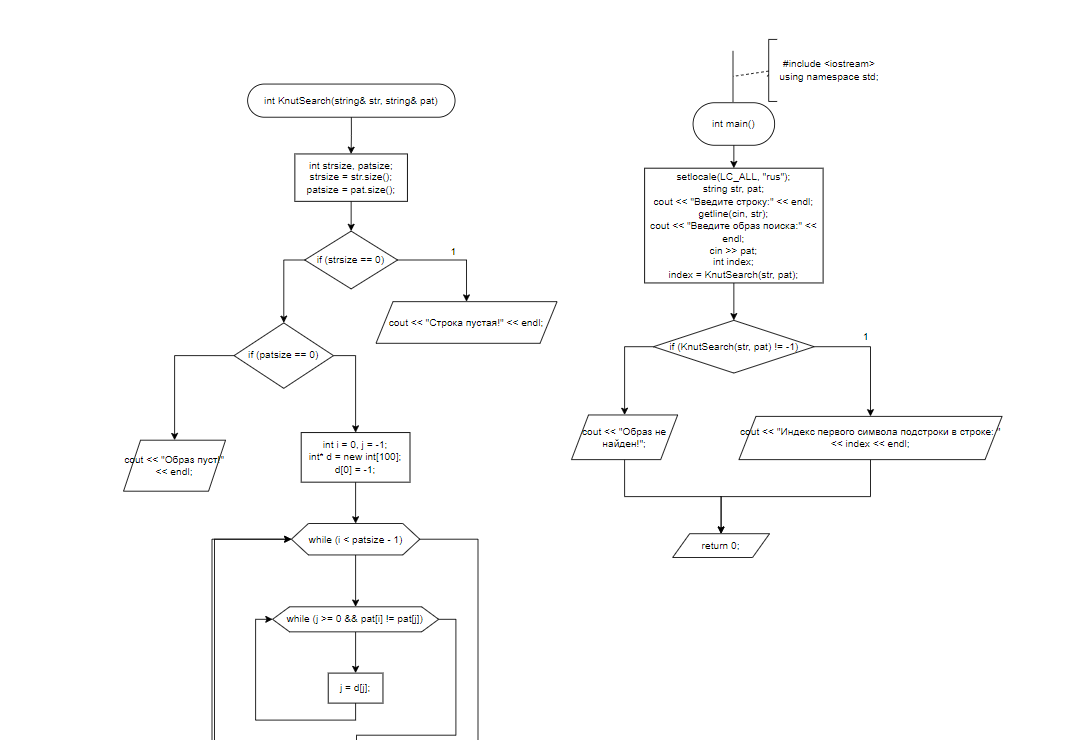 #include <iostream>
using namespace std;
int KnutSearch(string& str, string& pat)
int main()
int strsize, patsize;
strsize = str.size();
patsize = pat.size();
setlocale(LC_ALL, "rus");
string str, pat;
cout << "Введите строку:" << endl;
getline(cin, str);
cout << "Введите образ поиска:" <<
endl;
cin >> pat;
int index;
index = KnutSearch(str, pat);
if (strsize == 0)
1
cout << "Строка пустая!" << endl;
if (patsize == 0)
if (KnutSearch(str, pat) != -1)
1
cout << "Образ пуст!"
<< endl;
int i = 0, j = -1;
int* d = new int[100];
d[0] = -1;
cout << "Образ не
найден!";
cout << "Индекс первого символа подстроки в строке: "
<< index << endl;
while (i < patsize - 1)
return 0;
while (j >= 0 && pat[i] != pat[j])
j = d[j];